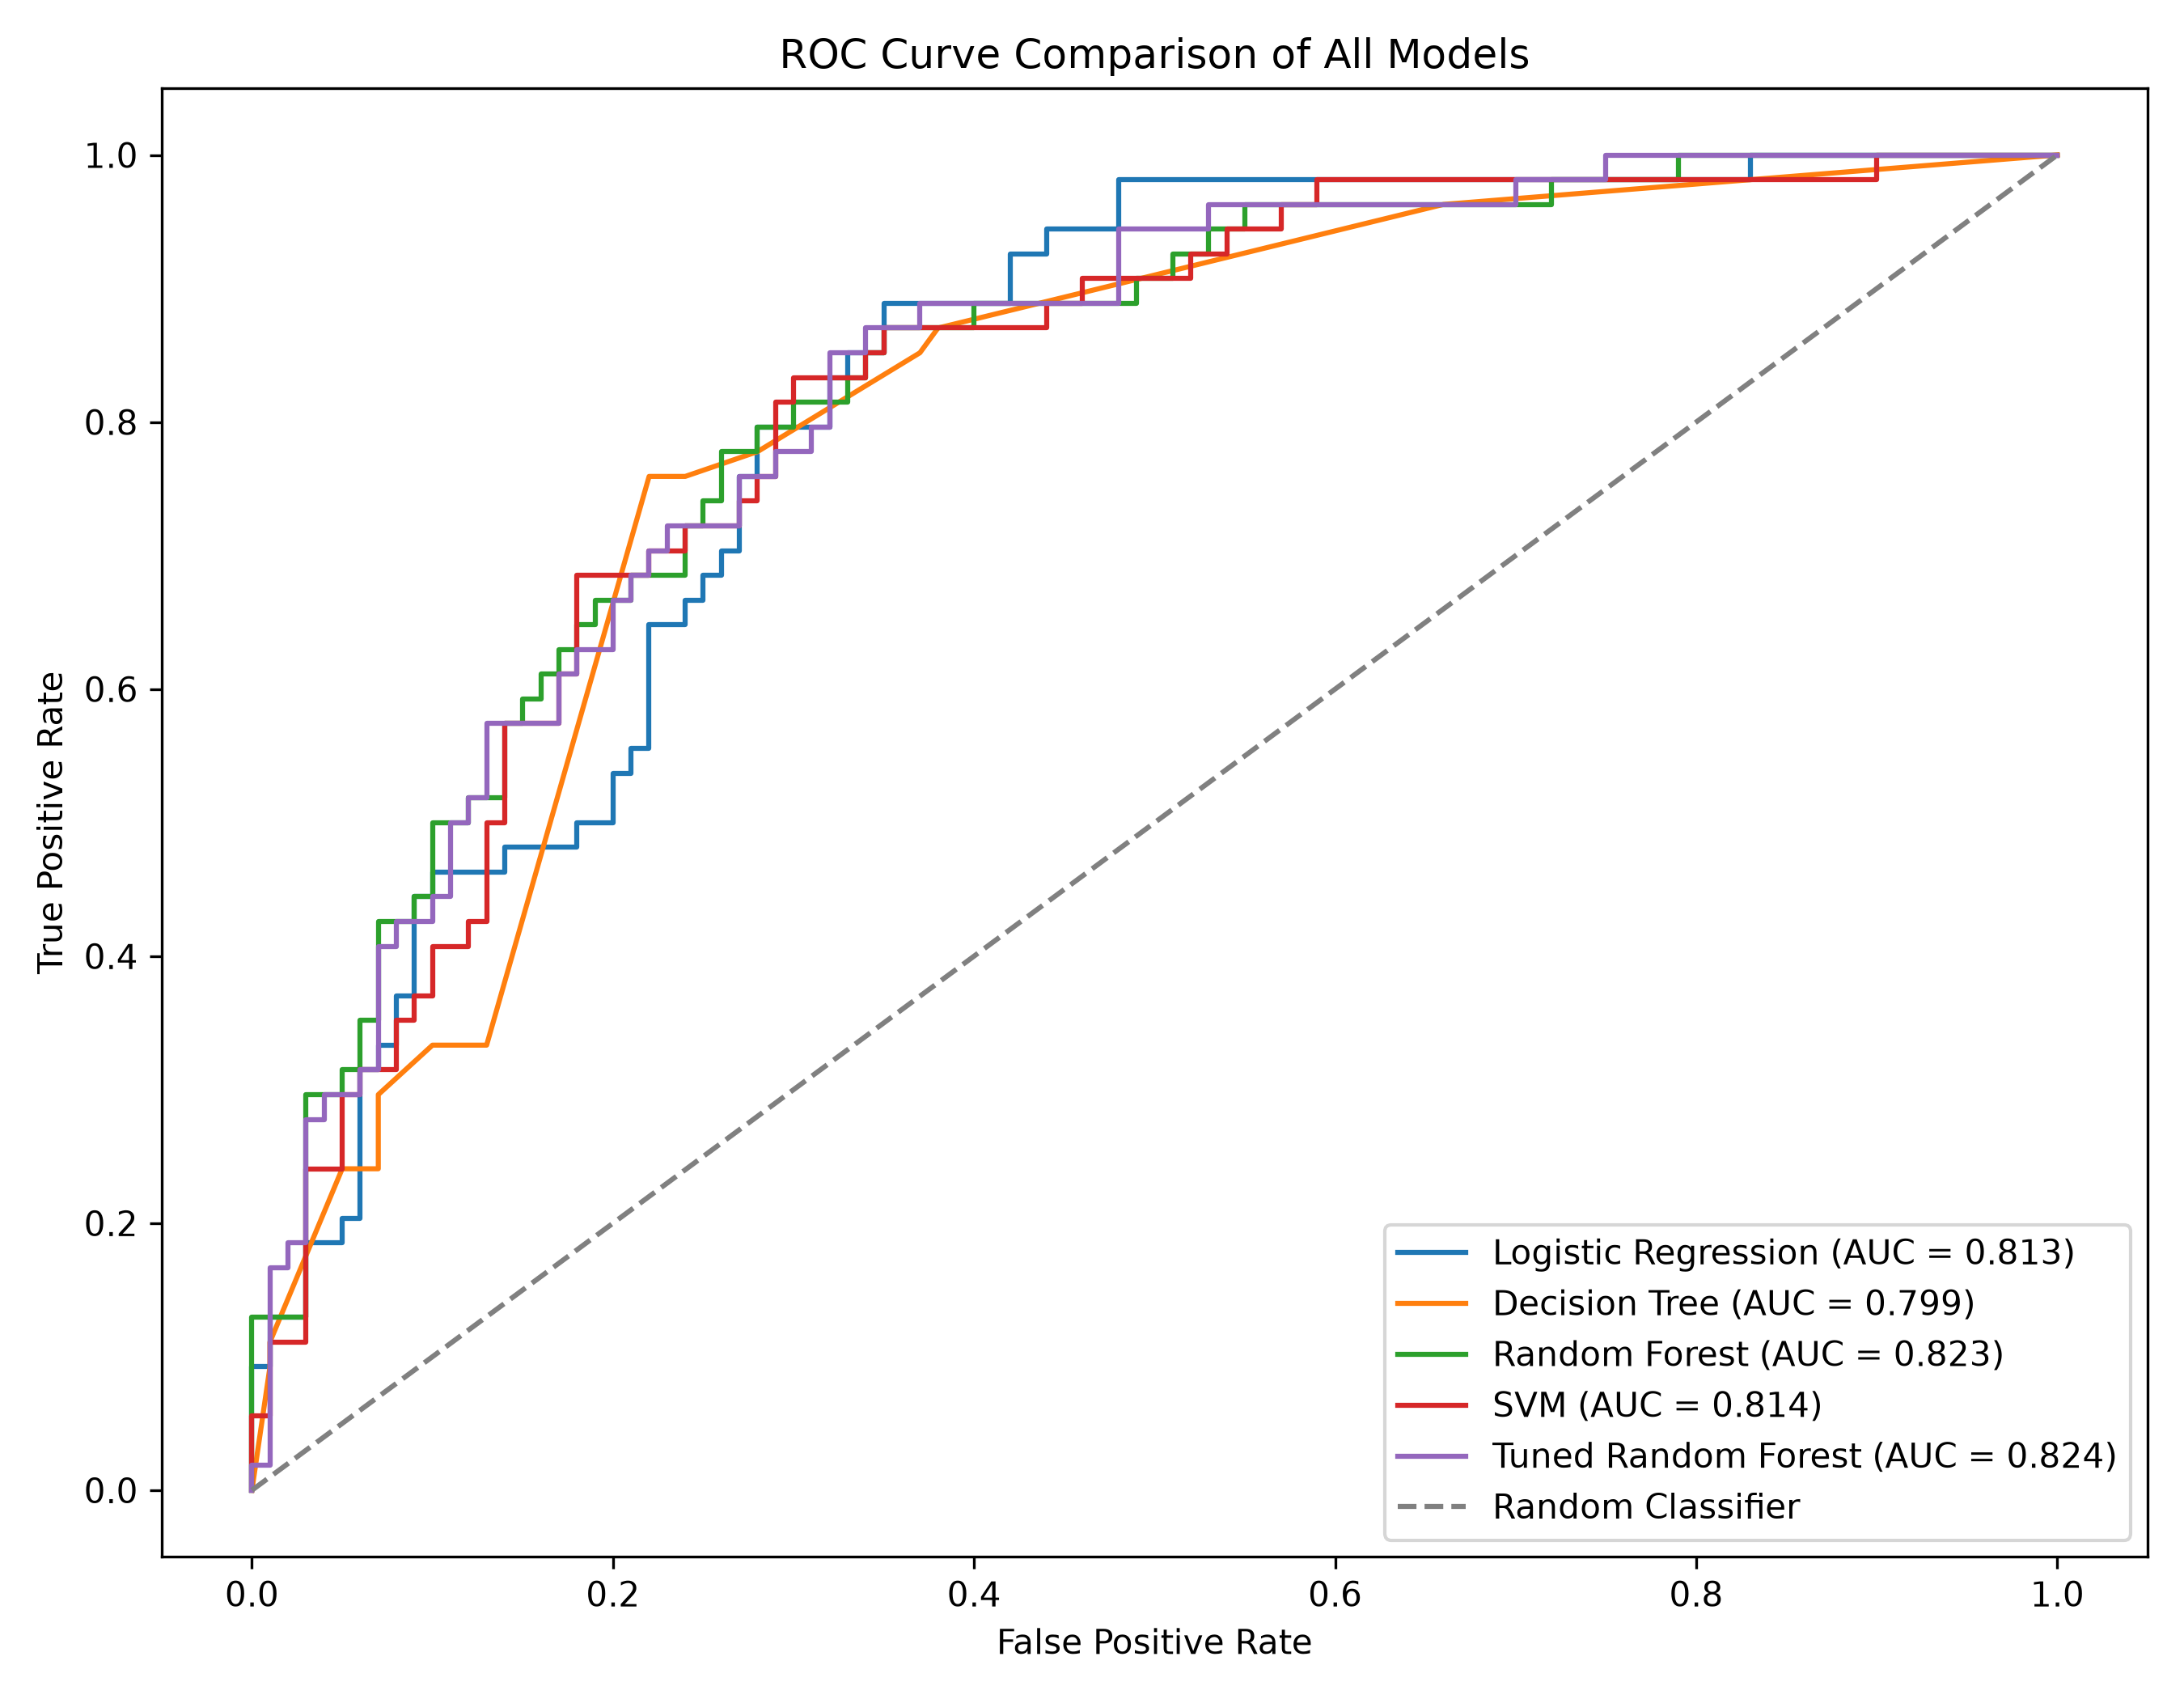 ROC Curve Comparison of All Models
True Positive Rate
1.0
0.8
0.6
0.4
0.2
0.0
0.0 0.2 0.4 0.6 0.8 1.0
False Positive Rate
Logistic Regression (AUC = 0.813)
Decision Tree (AUC = 0.799)
Random Forest (AUC = 0.823)
SVM (AUC = 0.814)
Tuned Random Forest (AUC = 0.824)
Random Classifier